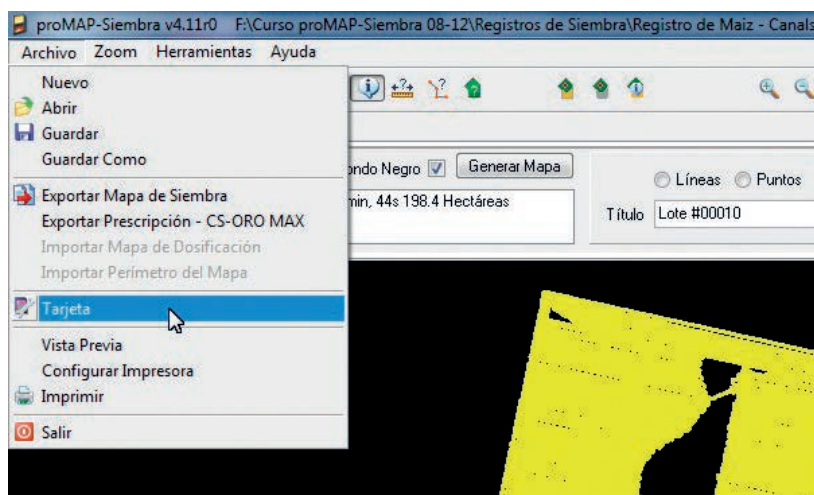 proMAP-Siembra v4.11r0 F:\Curso proMAP-Siembra 08-12\Registros de Siembra\Registro de Maiz - Canals
Archivo Zoom Herramientas Ayuda
Nuevo
Abrir
Guardar
Guardar Como
Exportar Mapa de Siembra
Exportar Prescripción - CS-ORO MAX
Importar Mapa de Dosificación
Importar Perímetro del Mapa
Tarjeta
Vista Previa
Configurar Impresora
Imprimir
Salir
ondo Negro Generar Mapa
min, 44s 198.4 Hectáreas
Líneas Puntos
Título Lote #00010